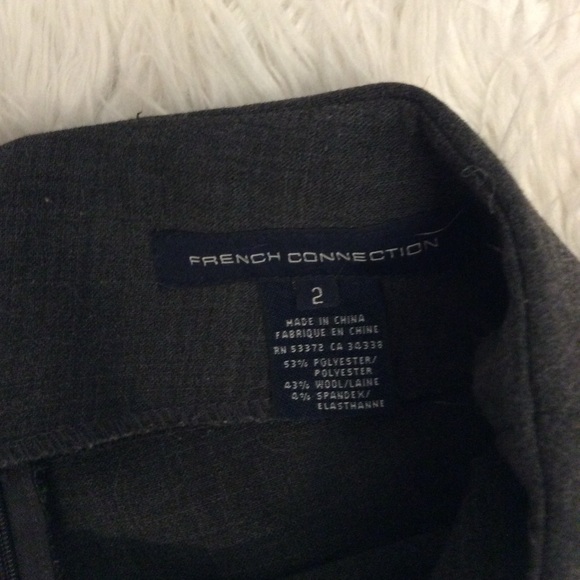 FRENCH CONNECTION
2
MADE IN CHINA
FABRIQUE EN CHINE
RN 53372 CA 34338
53% POLYESTER/
POLYESTER
43% WOOL/LAINE
4% SPANDEX/
ELASTHANNE